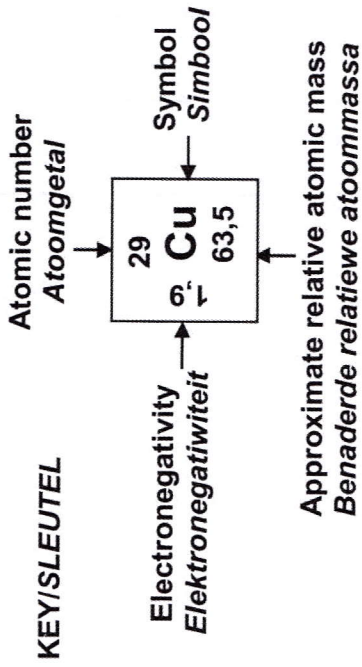 KEY/SLEUTEL
Atomic number
Atoomgetal
Electronegativity
Elektronegatiwiteit
29
1,9
Cu
63,5
Symbol
Simbool
Approximate relative atomic mass
Benaderde relatiewe atoommassa